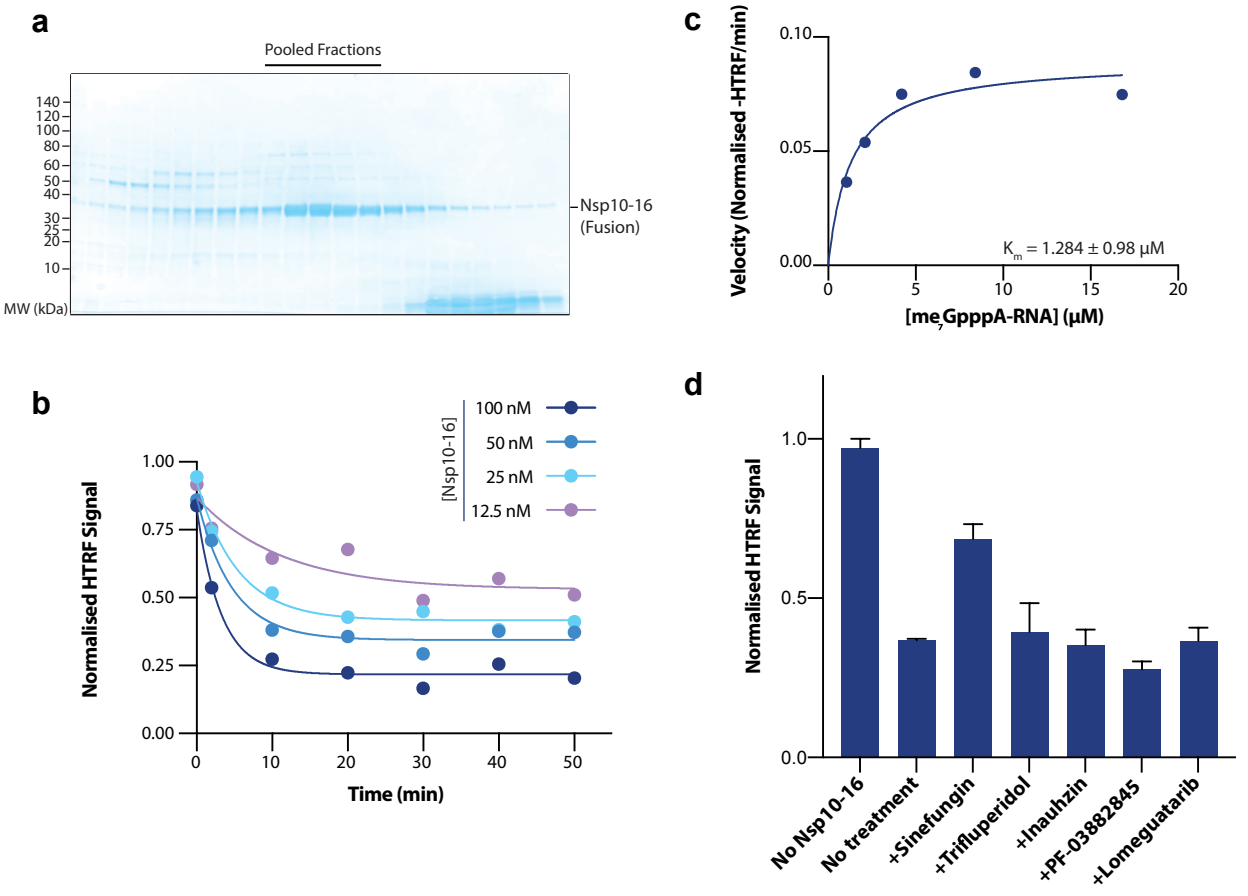 a
Pooled Fractions
140
120
100
80
60
50
40
30
25
20
10
MW (kDa)
Nsp10-16
(Fusion)
b
[Nsp10-16]
100 nM
50 nM
25 nM
12.5 nM
Normalised HTRF Signal
1.00
0.75
0.50
0.25
0.00
0 10 20 30 40 50
Time (min)
c
Velocity (Normalised -HTRF/min)
0.10
0.05
0.00
Km = 1.284 ± 0.98 µM
0 5 10 15 20
[me7GpppA-RNA] (µM)
d
Normalised HTRF Signal
1.0
0.5
0.0
No Nsp10-16
No treatment
+Sinefungin
+Trifluperidol
+Inauhzin
+PF-03882845
+Lomeguatarib